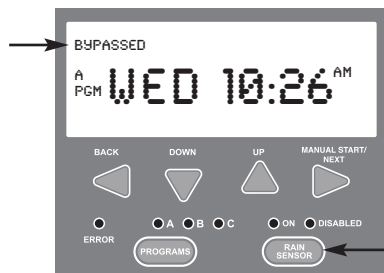 BYPASSED
A PGM WED 10:26 AM
BACK DOWN UP MANUAL START/
NEXT
A B C ON DISABLED
ERROR
PROGRAMS RAIN
SENSOR